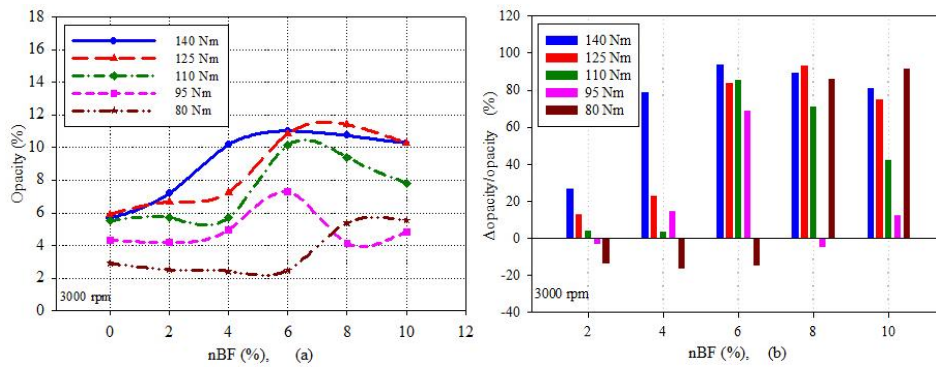 18
16
14
12
10
8
6
4
2
0
Opacity (%)
140 Nm
125 Nm
110 Nm
95 Nm
80 Nm
3000 rpm
0 2 4 6 8 10 12
nBF (%), (a)
120
100
80
60
40
20
0
-20
-40
Δopacity/opacity (%)
140 Nm
125 Nm
110 Nm
95 Nm
80 Nm
3000 rpm
2 4 6 8 10
nBF (%), (b)